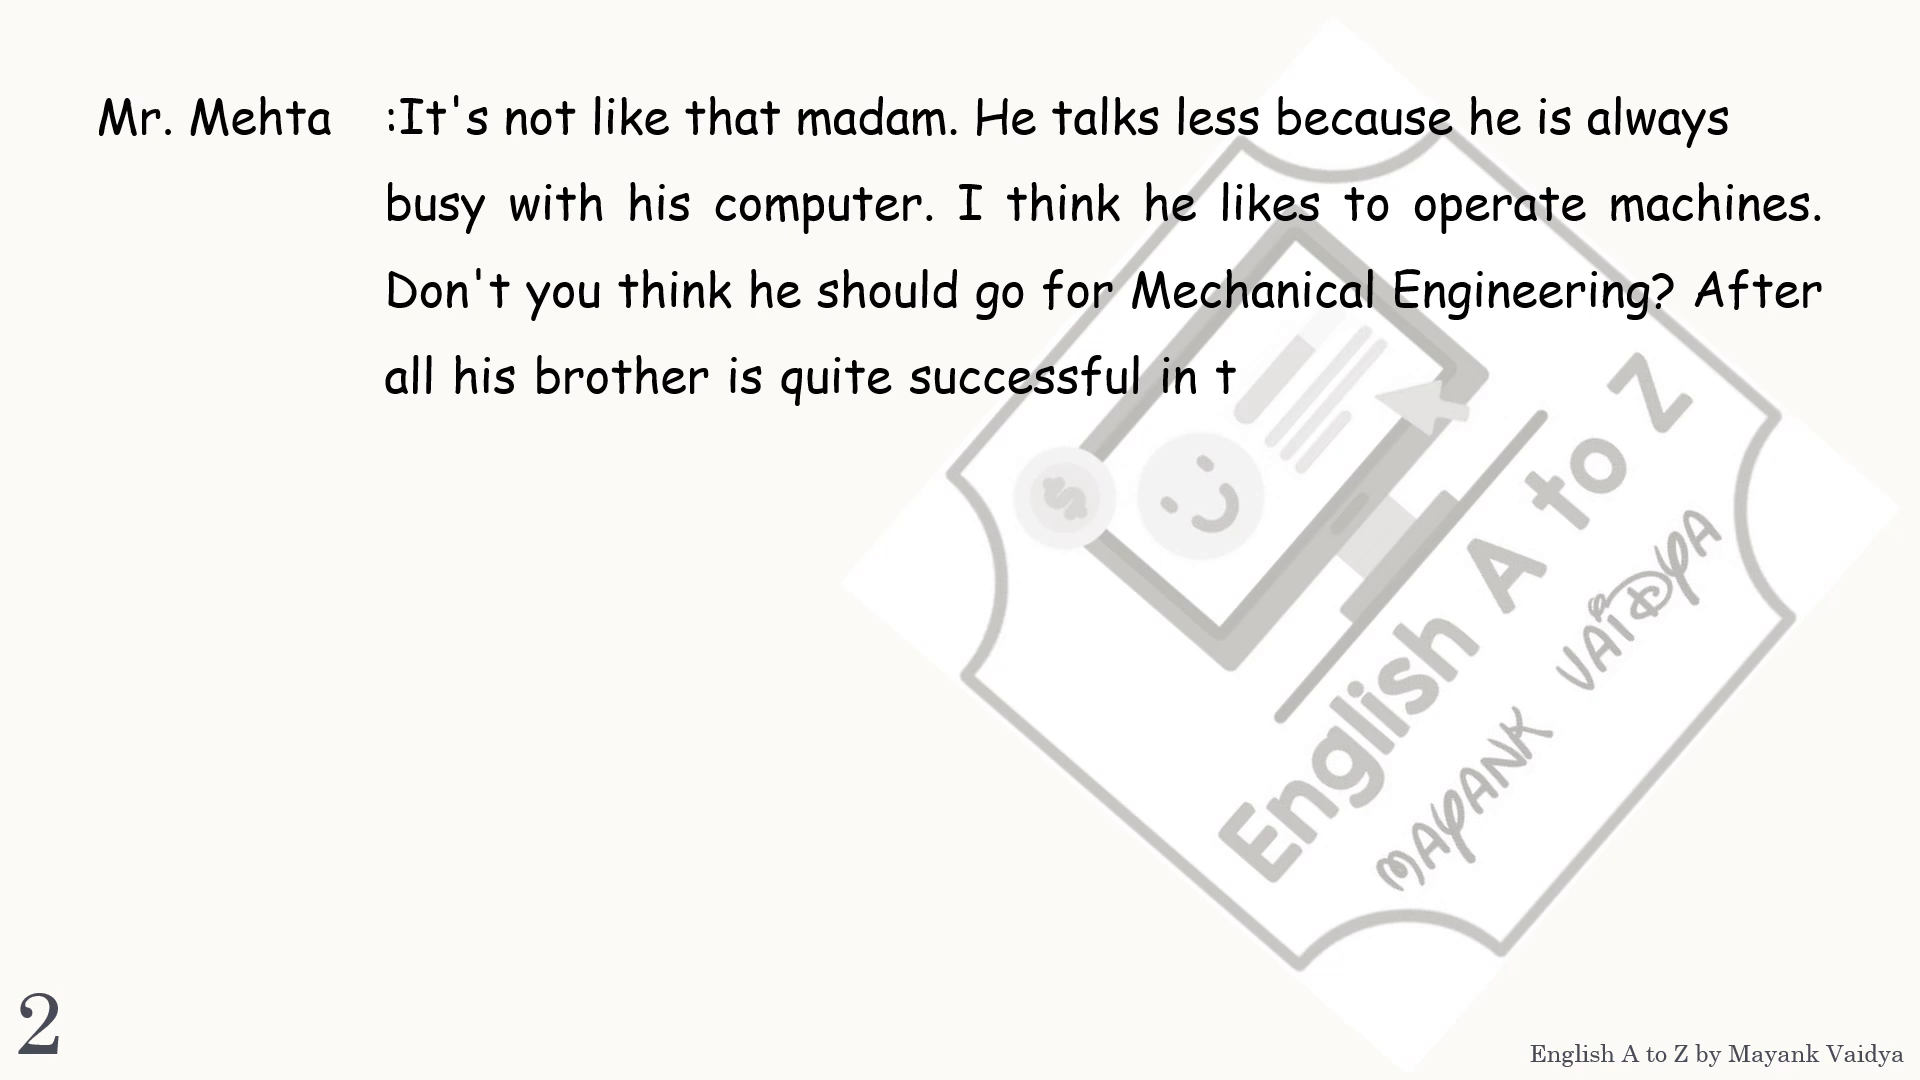 Mr. Mehta :It's not like that madam. He talks less because he is always
busy with his computer. I think he likes to operate machines.
Don't you think he should go for Mechanical Engineering? After
all his brother is quite successful in t
$
English A to Z
MAYANK VAIDYA
2
English A to Z by Mayank Vaidya